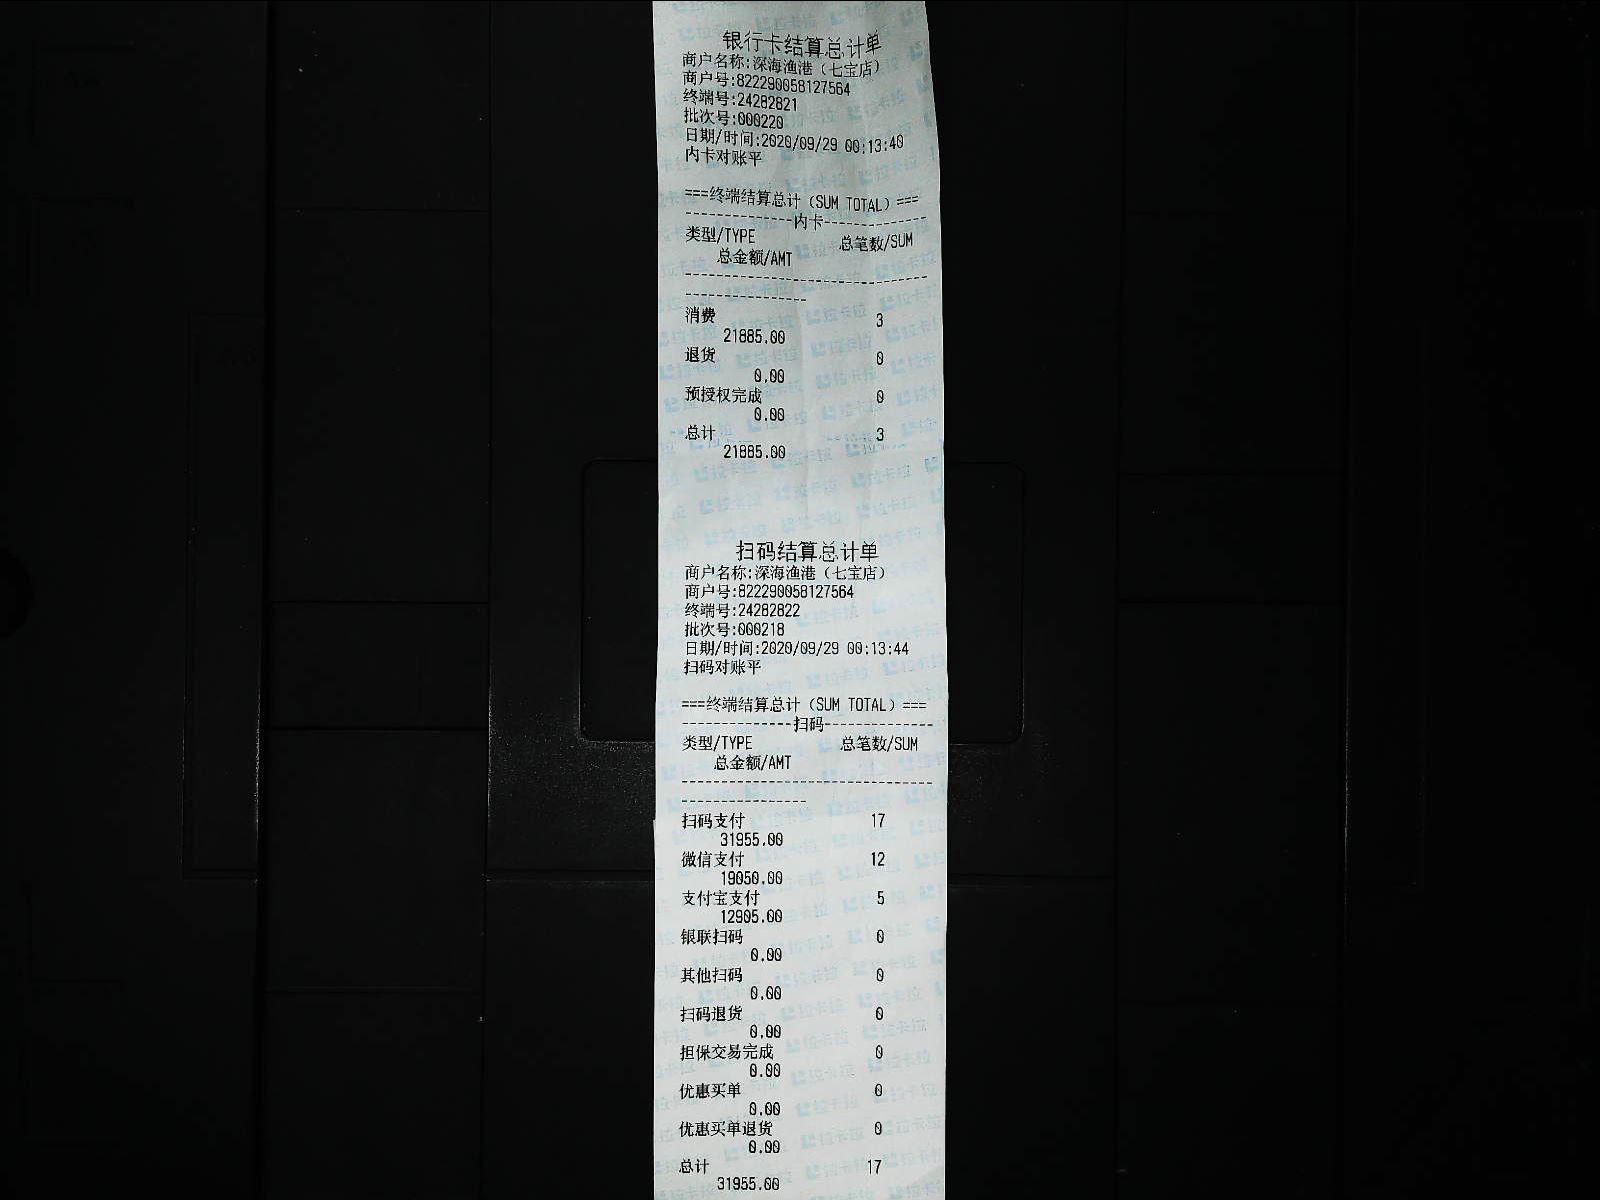 银行卡结算总计单
商户名称:深海渔港（七宝店）
商户号:822290058127564
终端号:24282821
批次号:000220
日期/时间:2020/09/29 00:13:40
内卡对账平
===终端结算总计（SUM TOTAL）===
--------------内卡--------------
类型/TYPE 总笔数/SUM
总金额/AMT
--------------------------------
----------------
消费 3
21885.00
退货 0
0.00
预授权完成 0
0.00
总计 3
21885.00
扫码结算总计单
商户名称:深海渔港（七宝店）
商户号:822290058127564
终端号:24282822
批次号:000218
日期/时间:2020/09/29 00:13:44
扫码对账平
===终端结算总计（SUM TOTAL）===
--------------扫码--------------
类型/TYPE 总笔数/SUM
总金额/AMT
--------------------------------
----------------
扫码支付 17
31955.00
微信支付 12
19050.00
支付宝支付 5
12905.00
银联扫码 0
0.00
其他扫码 0
0.00
扫码退货 0
0.00
担保交易完成 0
0.00
优惠买单 0
0.00
优惠买单退货 0
0.00
总计 17
31955.00